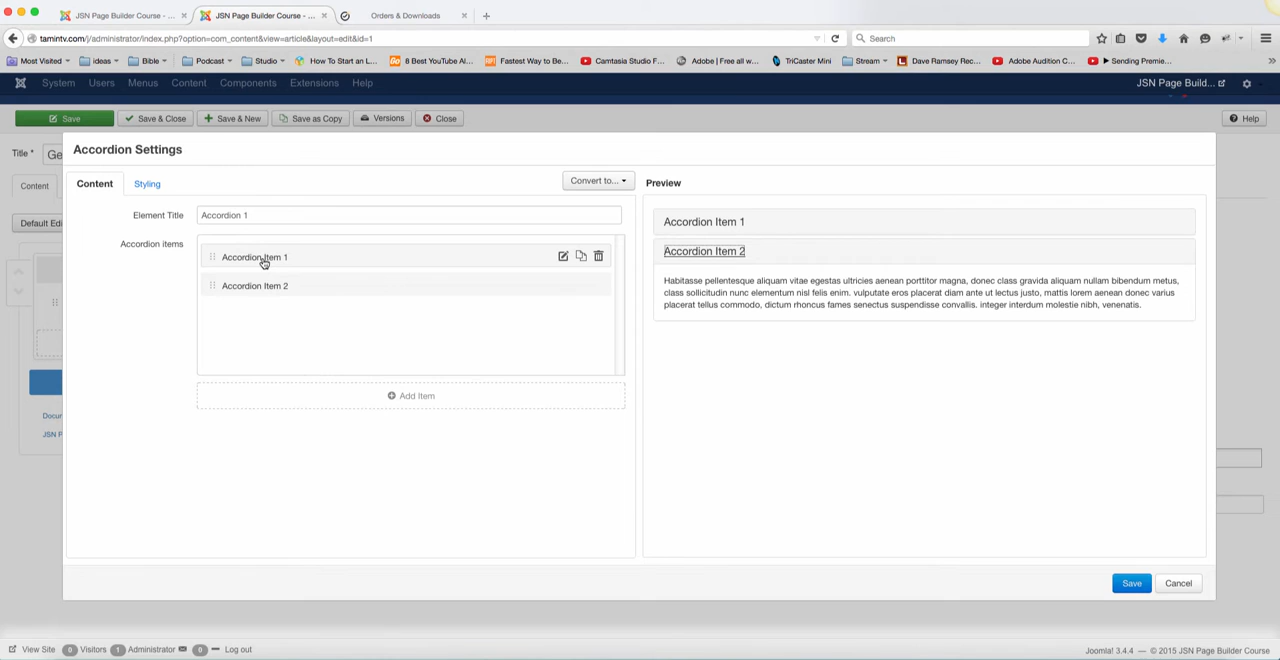 JSN Page Builder Course - ...
JSN Page Builder Course - ...
Orders & Downloads
tamintv.com/j/administrator/index.php?option=com_content&view=article&layout=edit&id=1
Search
Most Visited
ideas
Bible
Podcast
Studio
How To Start an L...
8 Best YouTube Al...
Fastest Way to Be...
Camtasia Studio F...
Adobe | Free all w...
TriCaster Mini
Stream
Dave Ramsey Rec...
Adobe Audition C...
Sending Premie...
System Users Menus Content Components Extensions Help
JSN Page Build...
Save
Save & Close
Save & New
Save as Copy
Versions
Close
Help
Title *
Ge
Content
Default Edi
Docur
JSN P
Accordion Settings
Content
Styling
Convert to...
Element Title
Accordion 1
Accordion items
Accordion Item 1
Accordion Item 2
Add Item
Preview
Accordion Item 1
Accordion Item 2
Habitasse pellentesque aliquam vitae egestas ultricies aenean porttitor magna, donec class gravida aliquam nullam bibendum metus,
class sollicitudin nunc elementum nisl felis enim. vulputate eros placerat diam ante ut lectus justo, mattis lorem aenean donec varius
placerat tellus commodo, dictum rhoncus fames senectus suspendisse convallis. integer interdum molestie nibh, venenatis.
Save
Cancel
View Site
0 Visitors
1 Administrator
0
Log out
Joomla! 3.4.4 — © 2015 JSN Page Builder Course